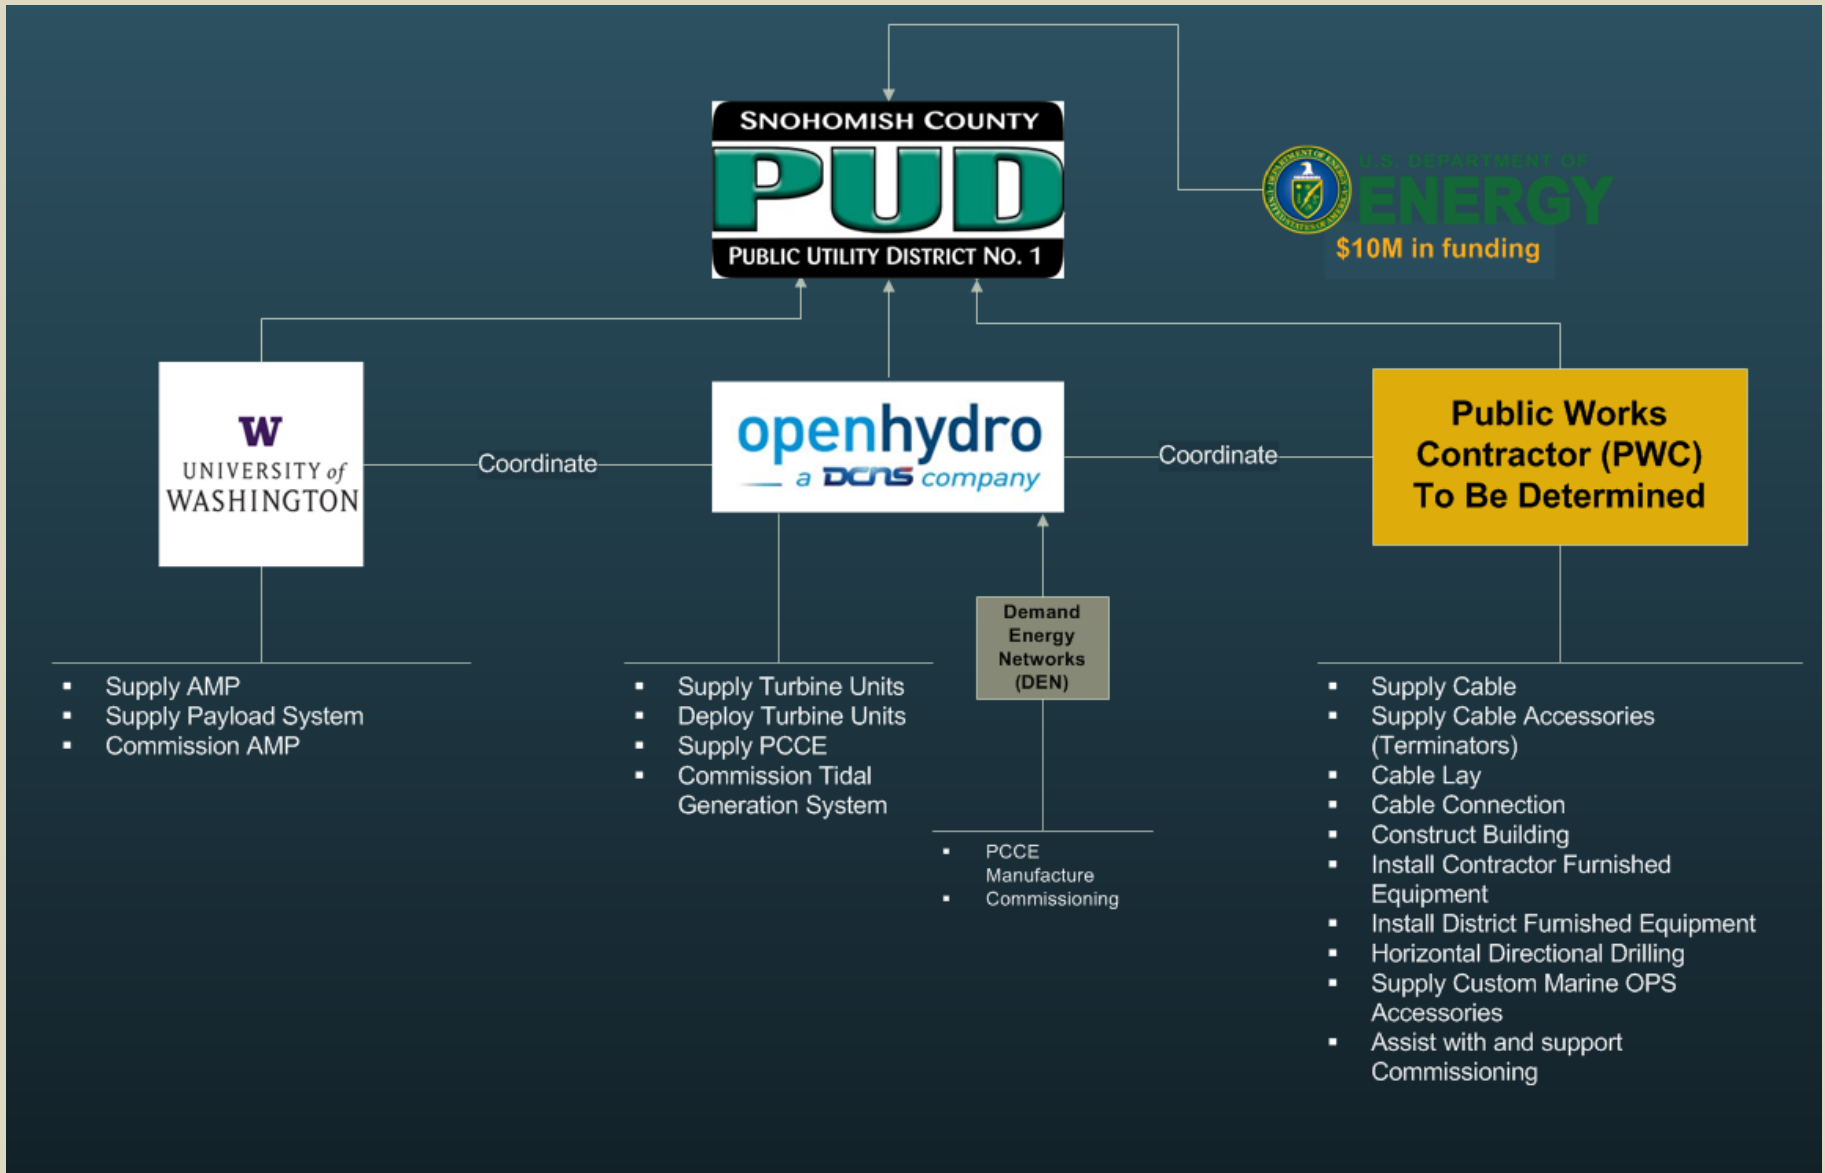 SNOHOMISH COUNTY
PUD
PUBLIC UTILITY DISTRICT NO. 1
U.S. DEPARTMENT OF
ENERGY
$10M in funding
W
UNIVERSITY of
WASHINGTON
Coordinate
openhydro
a DCNS company
Coordinate
Public Works
Contractor (PWC)
To Be Determined
Demand
Energy
Networks
(DEN)
▪ Supply AMP
▪ Supply Payload System
▪ Commission AMP
▪ Supply Turbine Units
▪ Deploy Turbine Units
▪ Supply PCCE
▪ Commission Tidal
Generation System
▪ PCCE
Manufacture
▪ Commissioning
▪ Supply Cable
▪ Supply Cable Accessories
(Terminators)
▪ Cable Lay
▪ Cable Connection
▪ Construct Building
▪ Install Contractor Furnished
Equipment
▪ Install District Furnished Equipment
▪ Horizontal Directional Drilling
▪ Supply Custom Marine OPS
Accessories
▪ Assist with and support
Commissioning